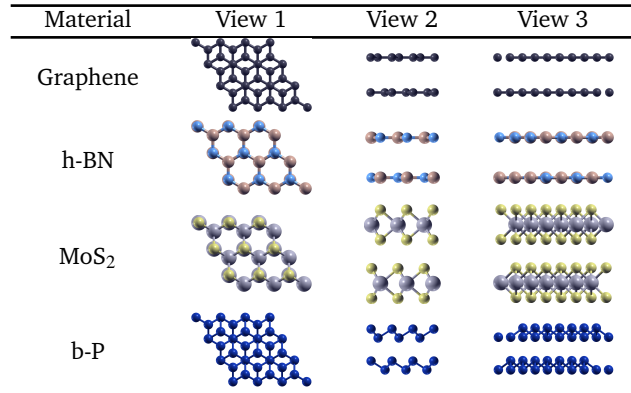 Material View 1 View 2 View 3
Graphene
h-BN
MoS₂
b-P